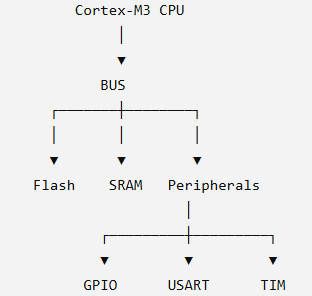 Cortex-M3 CPU
BUS
Flash SRAM Peripherals
GPIO USART TIM